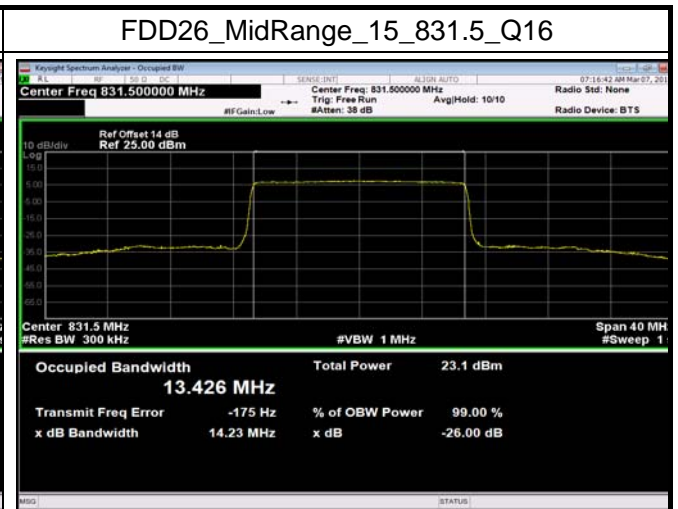 FDD26_MidRange_15_831.5_Q16
Keysight Spectrum Analyzer - Occupied BW
RL RF 50 Ω DC SENSE:INT ALIGN AUTO 07:16:42 AM Mar 07, 201
Center Freq 831.500000 MHz
Center Freq: 831.500000 MHz
Radio Std: None
Trig: Free Run Avg|Hold: 10/10
#IFGain:Low #Atten: 38 dB Radio Device: BTS
Ref Offset 14 dB
10 dB/div Ref 25.00 dBm
Log
15.0
5.00
-5.00
-15.0
-25.0
-35.0
-45.0
-55.0
-65.0
Center 831.5 MHz Span 40 MH
#Res BW 300 kHz #VBW 1 MHz #Sweep 1
Occupied Bandwidth Total Power 23.1 dBm
13.426 MHz
Transmit Freq Error -175 Hz % of OBW Power 99.00 %
x dB Bandwidth 14.23 MHz x dB -26.00 dB
MSG STATUS